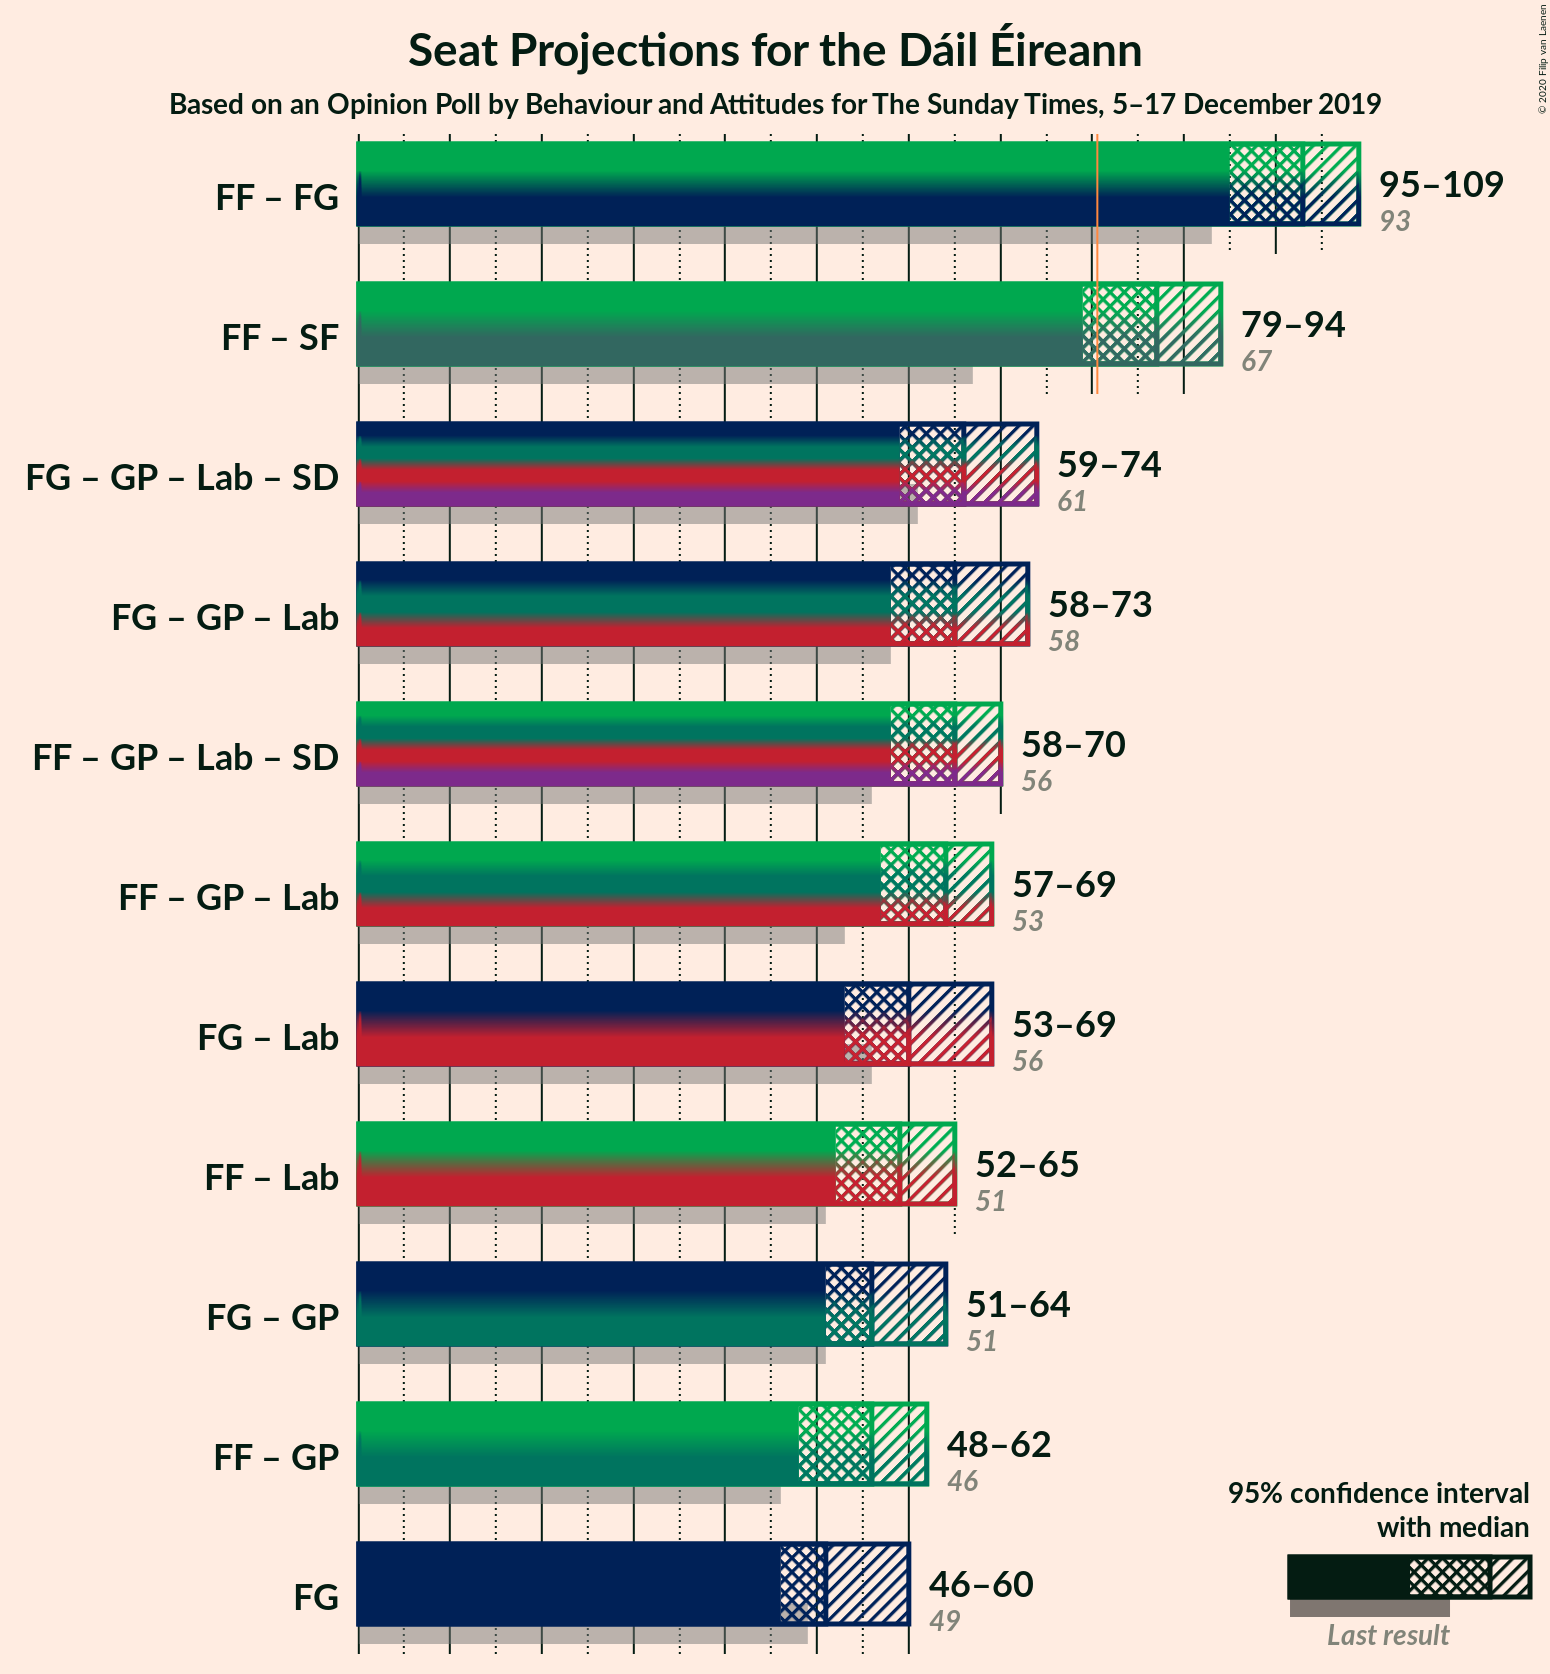 Seat Projections for the Dáil Éireann
Based on an Opinion Poll by Behaviour and Attitudes for The Sunday Times, 5–17 December 2019
© 2020 Filip van Laenen
FF – FG
95–109
93
FF – SF
79–94
67
FG – GP – Lab – SD
59–74
61
FG – GP – Lab
58–73
58
FF – GP – Lab – SD
58–70
56
FF – GP – Lab
57–69
53
FG – Lab
53–69
56
FF – Lab
52–65
51
FG – GP
51–64
51
FF – GP
48–62
46
FG
46–60
49
95% confidence interval
with median
Last result